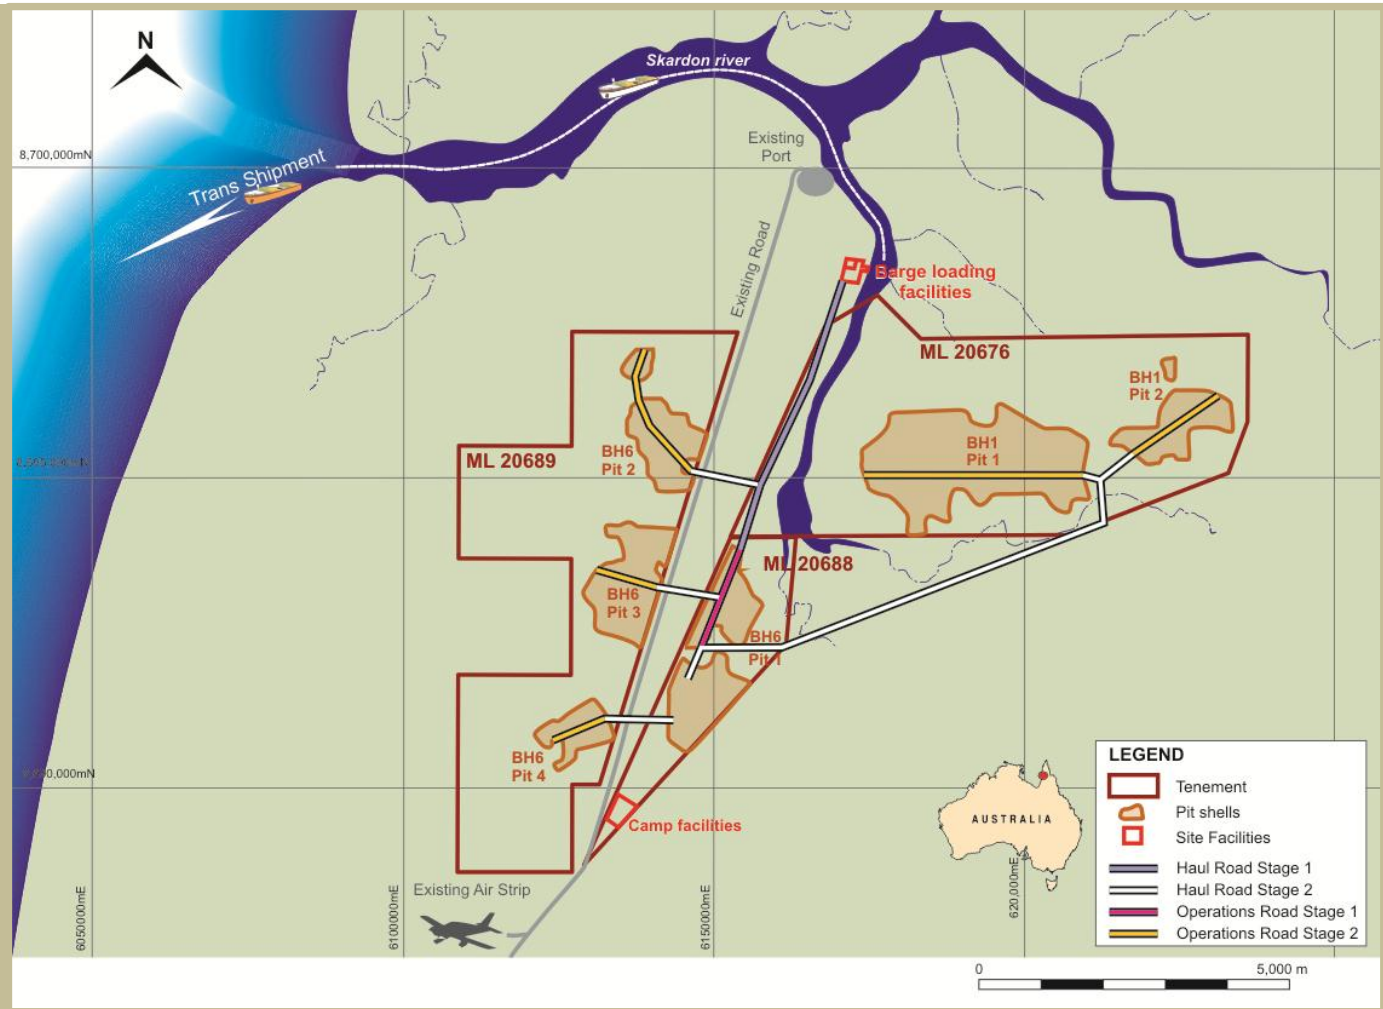 N
Skardon river
Existing
Port
8,700,000mN
Trans Shipment
Existing Road
Barge loading
facilities
ML 20676
BH1
Pit 2
BH1
Pit 1
BH6
Pit 2
ML 20689
ML 20688
BH6
Pit 3
BH6
Pit 1
BH6
Pit 4
Camp facilities
Existing Air Strip
6050000mE
6100000mE
6150000mE
620,000mE
AUSTRALIA
LEGEND
Tenement
Pit shells
Site Facilities
Haul Road Stage 1
Haul Road Stage 2
Operations Road Stage 1
Operations Road Stage 2
0
5,000 m